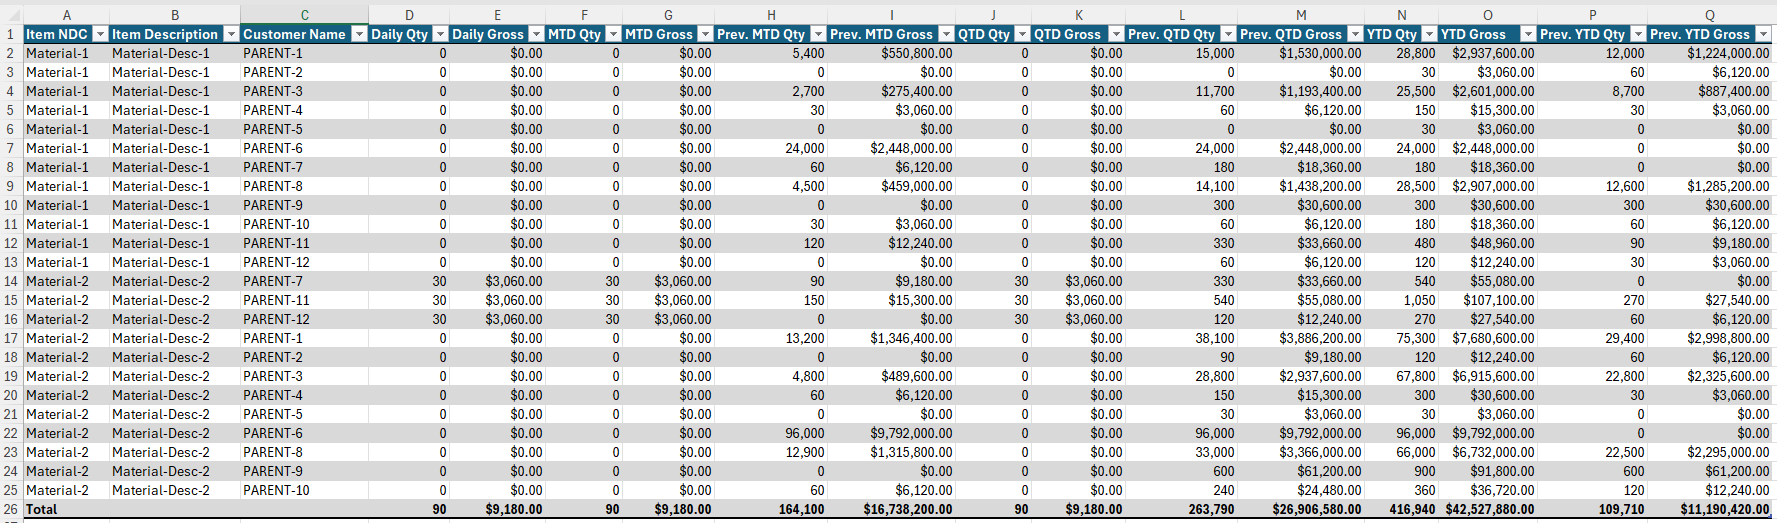 A B C D E F G H I J K L M N O P Q
1 Item NDC Item Description Customer Name Daily Qty Daily Gross MTD Qty MTD Gross Prev. MTD Qty Prev. MTD Gross QTD Qty QTD Gross Prev. QTD Qty Prev. QTD Gross YTD Qty YTD Gross Prev. YTD Qty Prev. YTD Gross
2 Material-1 Material-Desc-1 PARENT-1 0 $0.00 0 $0.00 5,400 $550,800.00 0 $0.00 15,000 $1,530,000.00 28,800 $2,937,600.00 12,000 $1,224,000.00
3 Material-1 Material-Desc-1 PARENT-2 0 $0.00 0 $0.00 0 $0.00 0 $0.00 0 $0.00 30 $3,060.00 60 $6,120.00
4 Material-1 Material-Desc-1 PARENT-3 0 $0.00 0 $0.00 2,700 $275,400.00 0 $0.00 11,700 $1,193,400.00 25,500 $2,601,000.00 8,700 $887,400.00
5 Material-1 Material-Desc-1 PARENT-4 0 $0.00 0 $0.00 30 $3,060.00 0 $0.00 60 $6,120.00 150 $15,300.00 30 $3,060.00
6 Material-1 Material-Desc-1 PARENT-5 0 $0.00 0 $0.00 0 $0.00 0 $0.00 0 $0.00 30 $3,060.00 0 $0.00
7 Material-1 Material-Desc-1 PARENT-6 0 $0.00 0 $0.00 24,000 $2,448,000.00 0 $0.00 24,000 $2,448,000.00 24,000 $2,448,000.00 0 $0.00
8 Material-1 Material-Desc-1 PARENT-7 0 $0.00 0 $0.00 60 $6,120.00 0 $0.00 180 $18,360.00 180 $18,360.00 0 $0.00
9 Material-1 Material-Desc-1 PARENT-8 0 $0.00 0 $0.00 4,500 $459,000.00 0 $0.00 14,100 $1,438,200.00 28,500 $2,907,000.00 12,600 $1,285,200.00
10 Material-1 Material-Desc-1 PARENT-9 0 $0.00 0 $0.00 0 $0.00 0 $0.00 300 $30,600.00 300 $30,600.00 300 $30,600.00
11 Material-1 Material-Desc-1 PARENT-10 0 $0.00 0 $0.00 30 $3,060.00 0 $0.00 60 $6,120.00 180 $18,360.00 60 $6,120.00
12 Material-1 Material-Desc-1 PARENT-11 0 $0.00 0 $0.00 120 $12,240.00 0 $0.00 330 $33,660.00 480 $48,960.00 90 $9,180.00
13 Material-1 Material-Desc-1 PARENT-12 0 $0.00 0 $0.00 0 $0.00 0 $0.00 60 $6,120.00 120 $12,240.00 30 $3,060.00
14 Material-2 Material-Desc-2 PARENT-7 30 $3,060.00 30 $3,060.00 90 $9,180.00 30 $3,060.00 330 $33,660.00 540 $55,080.00 0 $0.00
15 Material-2 Material-Desc-2 PARENT-11 30 $3,060.00 30 $3,060.00 150 $15,300.00 30 $3,060.00 540 $55,080.00 1,050 $107,100.00 270 $27,540.00
16 Material-2 Material-Desc-2 PARENT-12 30 $3,060.00 30 $3,060.00 0 $0.00 30 $3,060.00 120 $12,240.00 270 $27,540.00 60 $6,120.00
17 Material-2 Material-Desc-2 PARENT-1 0 $0.00 0 $0.00 13,200 $1,346,400.00 0 $0.00 38,100 $3,886,200.00 75,300 $7,680,600.00 29,400 $2,998,800.00
18 Material-2 Material-Desc-2 PARENT-2 0 $0.00 0 $0.00 0 $0.00 0 $0.00 90 $9,180.00 120 $12,240.00 60 $6,120.00
19 Material-2 Material-Desc-2 PARENT-3 0 $0.00 0 $0.00 4,800 $489,600.00 0 $0.00 28,800 $2,937,600.00 67,800 $6,915,600.00 22,800 $2,325,600.00
20 Material-2 Material-Desc-2 PARENT-4 0 $0.00 0 $0.00 60 $6,120.00 0 $0.00 150 $15,300.00 300 $30,600.00 30 $3,060.00
21 Material-2 Material-Desc-2 PARENT-5 0 $0.00 0 $0.00 0 $0.00 0 $0.00 30 $3,060.00 30 $3,060.00 0 $0.00
22 Material-2 Material-Desc-2 PARENT-6 0 $0.00 0 $0.00 96,000 $9,792,000.00 0 $0.00 96,000 $9,792,000.00 96,000 $9,792,000.00 0 $0.00
23 Material-2 Material-Desc-2 PARENT-8 0 $0.00 0 $0.00 12,900 $1,315,800.00 0 $0.00 33,000 $3,366,000.00 66,000 $6,732,000.00 22,500 $2,295,000.00
24 Material-2 Material-Desc-2 PARENT-9 0 $0.00 0 $0.00 0 $0.00 0 $0.00 600 $61,200.00 900 $91,800.00 600 $61,200.00
25 Material-2 Material-Desc-2 PARENT-10 0 $0.00 0 $0.00 60 $6,120.00 0 $0.00 240 $24,480.00 360 $36,720.00 120 $12,240.00
26 Total 90 $9,180.00 90 $9,180.00 164,100 $16,738,200.00 90 $9,180.00 263,790 $26,906,580.00 416,940 $42,527,880.00 109,710 $11,190,420.00